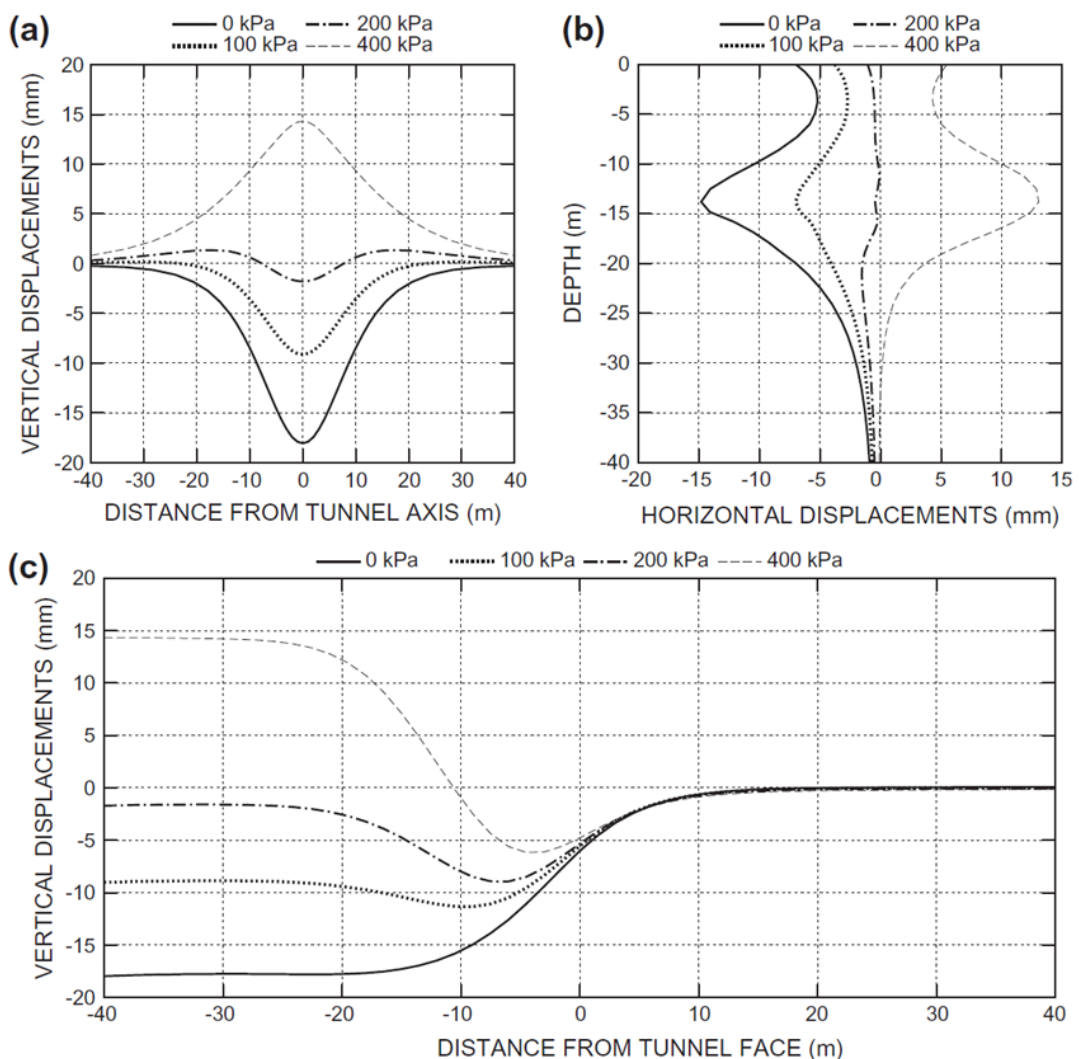 (a)
0 kPa 200 kPa
100 kPa 400 kPa
VERTICAL DISPLACEMENTS (mm)
20
15
10
5
0
-5
-10
-15
-20
-40 -30 -20 -10 0 10 20 30 40
DISTANCE FROM TUNNEL AXIS (m)
(b)
0 kPa 200 kPa
100 kPa 400 kPa
DEPTH (m)
0
-5
-10
-15
-20
-25
-30
-35
-40
-20 -15 -10 -5 0 5 10 15
HORIZONTAL DISPLACEMENTS (mm)
(c)
0 kPa 100 kPa 200 kPa 400 kPa
VERTICAL DISPLACEMENTS (mm)
20
15
10
5
0
-5
-10
-15
-20
-40 -30 -20 -10 0 10 20 30 40
DISTANCE FROM TUNNEL FACE (m)